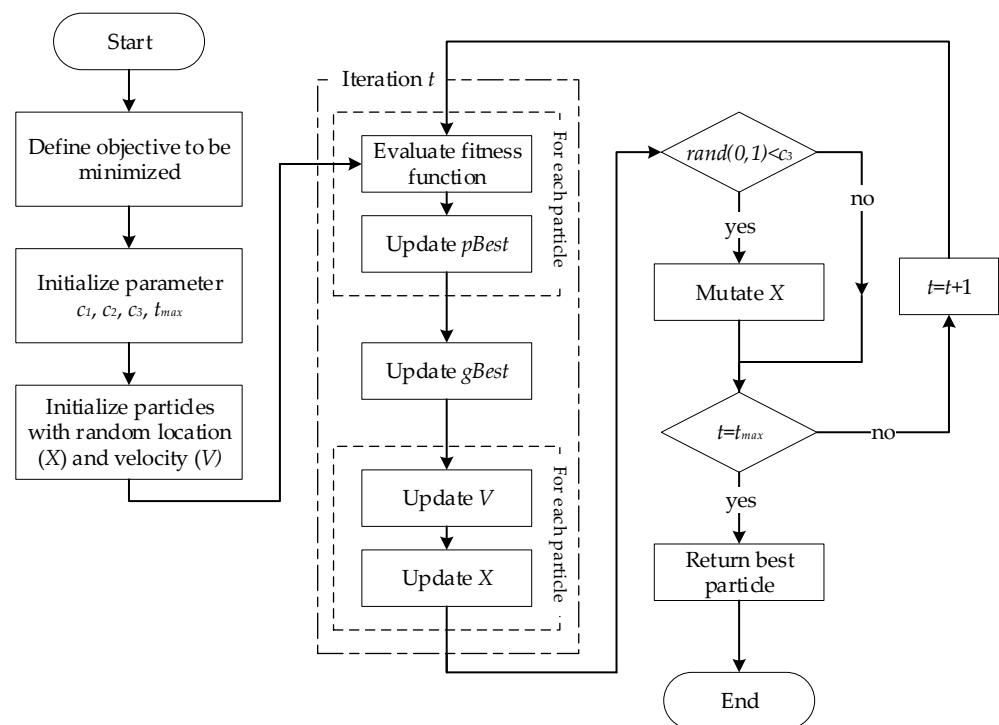 Start
Define objective to be
minimized
Initialize parameter
c1, c2, c3, tmax
Initialize particles
with random location
(X) and velocity (V)
Iteration t
For each particle
Evaluate fitness
function
Update pBest
Update gBest
For each particle
Update V
Update X
rand(0,1)<c3
no
yes
Mutate X
t=t+1
t=tmax
no
yes
Return best
particle
End